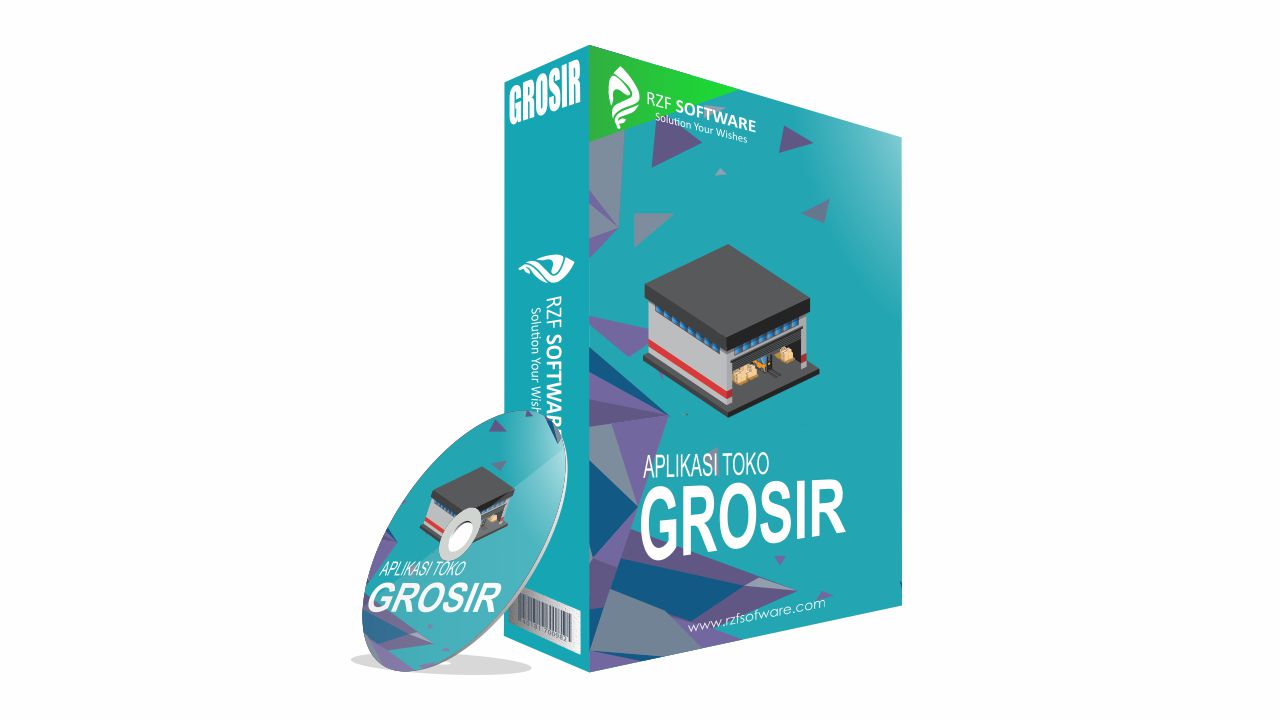 GROSIR
RZF SOFTWARE
Solution Your Wishes
RZF SOFTWARE
Solution Your
APLIKASI TOKO
GROSIR
www.rzfsofware.com
APLIKASI TOKO
GROSIR